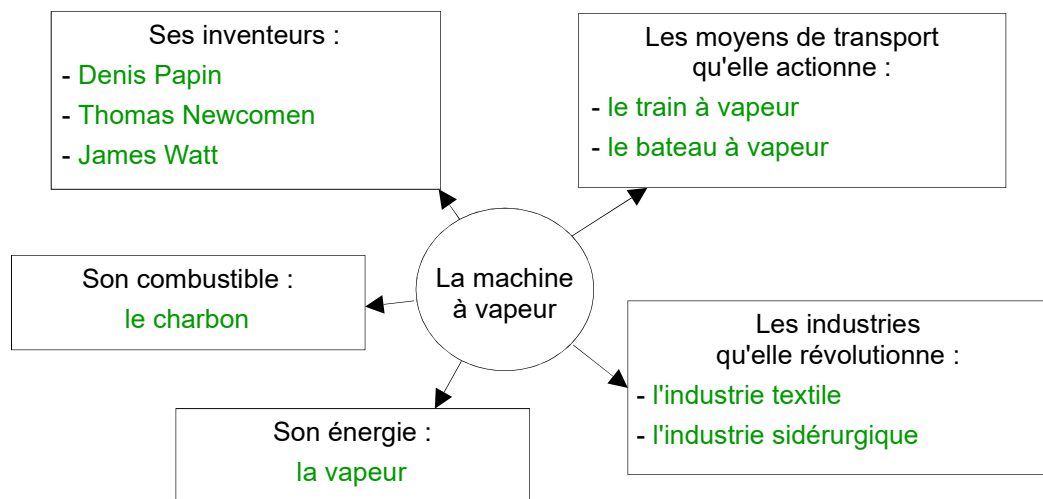 Ses inventeurs :
- Denis Papin
- Thomas Newcomen
- James Watt
Les moyens de transport
qu'elle actionne :
- le train à vapeur
- le bateau à vapeur
Son combustible :
le charbon
La machine
à vapeur
Les industries
qu'elle révolutionne :
- l'industrie textile
- l'industrie sidérurgique
Son énergie :
la vapeur